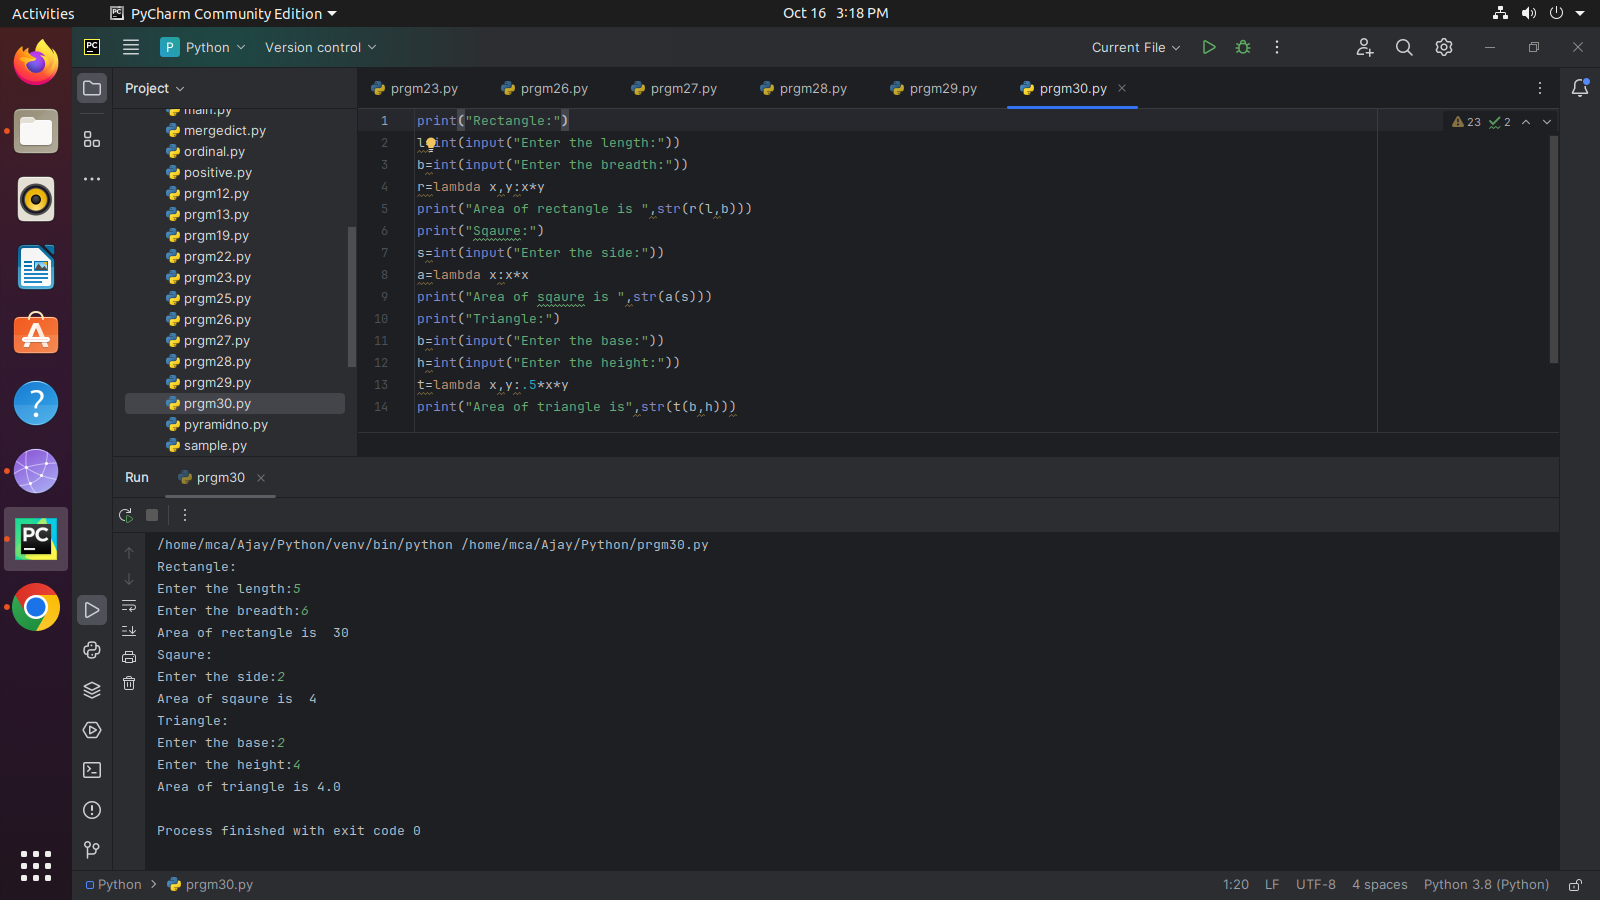 Activities
PyCharm Community Edition
Oct 16 3:18 PM
PC
P Python
Version control
Current File
Project
prgm23.py
prgm26.py
prgm27.py
prgm28.py
prgm29.py
prgm30.py
main.py
mergedict.py
ordinal.py
positive.py
prgm12.py
prgm13.py
prgm19.py
prgm22.py
prgm23.py
prgm25.py
prgm26.py
prgm27.py
prgm28.py
prgm29.py
prgm30.py
pyramidno.py
sample.py
23 2
1 print("Rectangle:")
2 l=int(input("Enter the length:"))
3 b=int(input("Enter the breadth:"))
4 r=lambda x,y:x*y
5 print("Area of rectangle is ",str(r(l,b)))
6 print("Sqaure:")
7 s=int(input("Enter the side:"))
8 a=lambda x:x*x
9 print("Area of sqaure is ",str(a(s)))
10 print("Triangle:")
11 b=int(input("Enter the base:"))
12 h=int(input("Enter the height:"))
13 t=lambda x,y:.5*x*y
14 print("Area of triangle is",str(t(b,h)))
Run
prgm30
/home/mca/Ajay/Python/venv/bin/python /home/mca/Ajay/Python/prgm30.py
Rectangle:
Enter the length:5
Enter the breadth:6
Area of rectangle is  30
Sqaure:
Enter the side:2
Area of sqaure is  4
Triangle:
Enter the base:2
Enter the height:4
Area of triangle is 4.0
Process finished with exit code 0
PC
Python > prgm30.py
1:20 LF UTF-8 4 spaces Python 3.8 (Python)